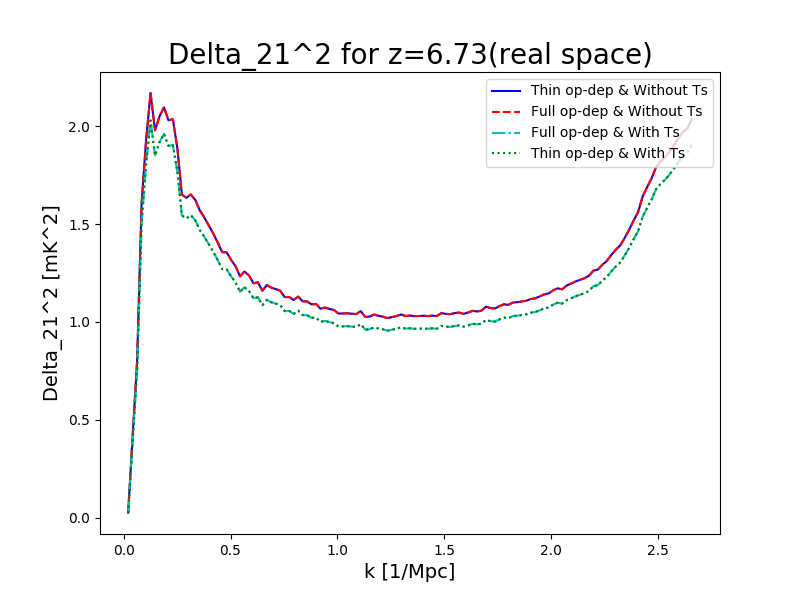 Delta_21^2 for z=6.73(real space)
Thin op-dep & Without Ts
Full op-dep & Without Ts
Full op-dep & With Ts
Thin op-dep & With Ts
Delta_21^2 [mK^2]
2.0
1.5
1.0
0.5
0.0
0.0 0.5 1.0 1.5 2.0 2.5
k [1/Mpc]